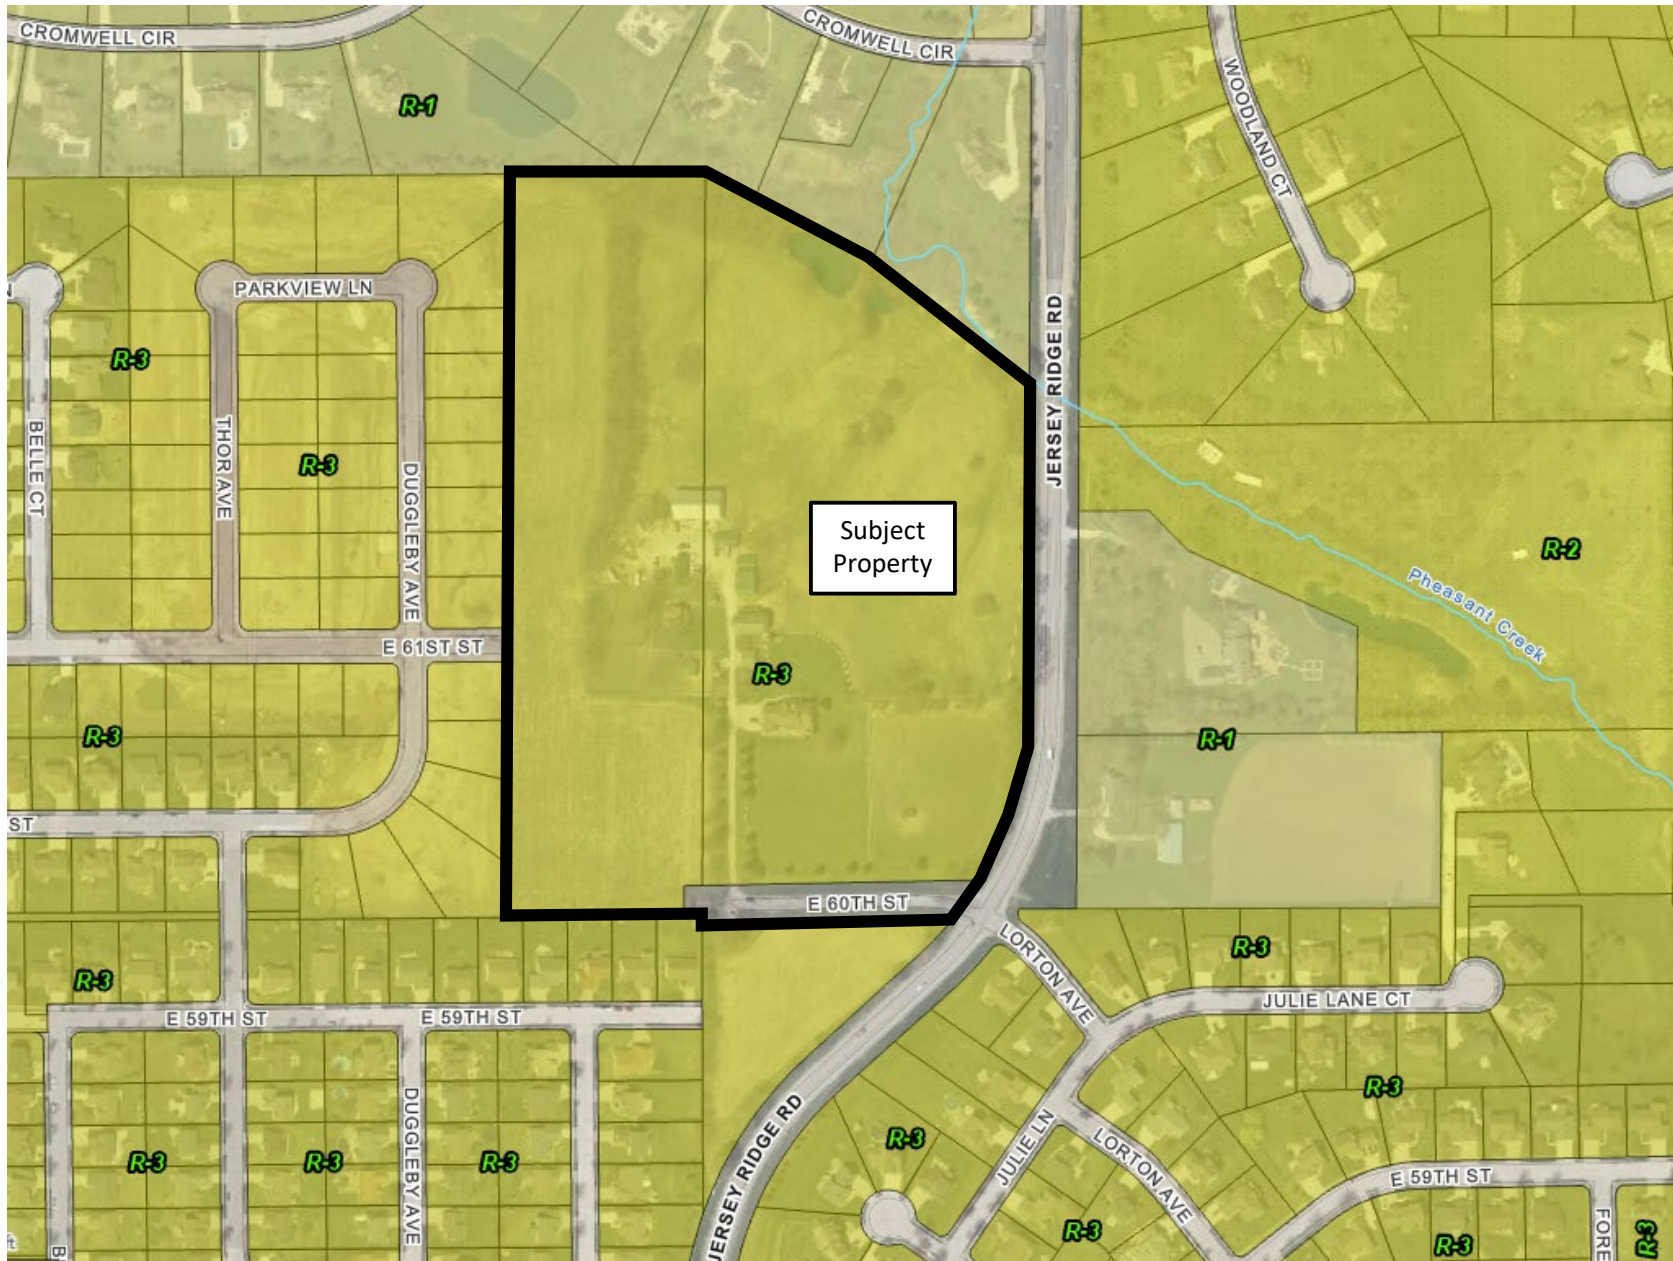 CROMWELL CIR
CROMWELL CIR
R-1
WOODLAND CT
N
PARKVIEW LN
JERSEY RIDGE RD
R-3
R-3
BELLE CT
THOR AVE
DUGGLEBY AVE
Subject
Property
R-2
Pheasant Creek
E 61ST ST
R-3
R-3
R-1
ST
E 60TH ST
LORTON AVE
R-3
R-3
JULIE LANE CT
E 59TH ST
E 59TH ST
R-3
DUGGLEBY AVE
JERSEY RIDGE RD
R-3
JULIE LN
LORTON AVE
R-3
R-3
R-3
E 59TH ST
R-3
R-3
FORE
R-3
ft
B